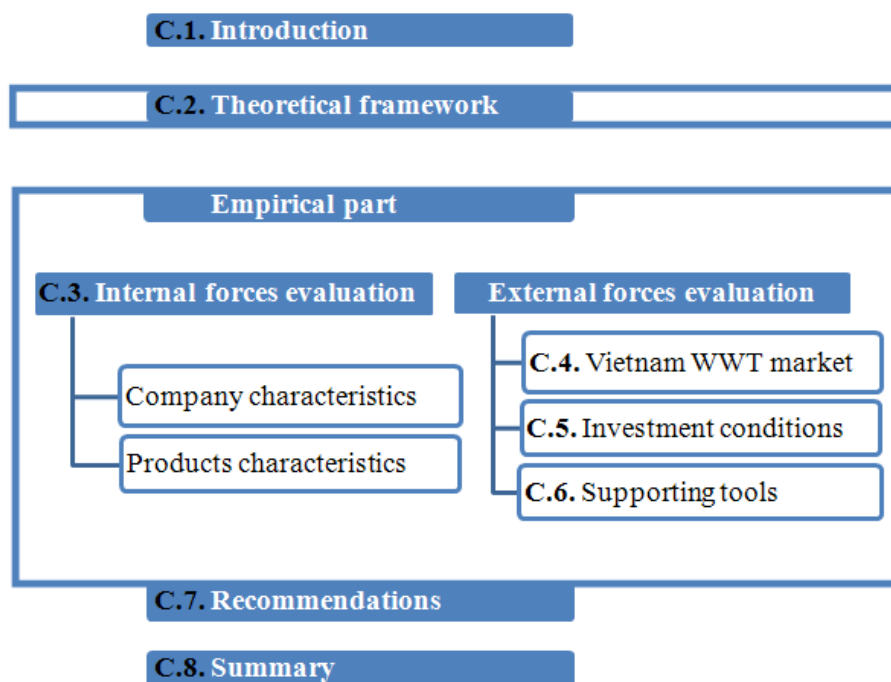 C.1. Introduction
C.2. Theoretical framework
Empirical part
C.3. Internal forces evaluation
Company characteristics
Products characteristics
External forces evaluation
C.4. Vietnam WWT market
C.5. Investment conditions
C.6. Supporting tools
C.7. Recommendations
C.8. Summary